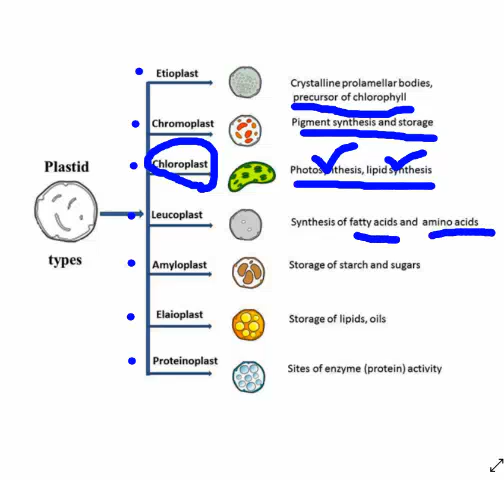 Etioplast
Crystalline prolamellar bodies,
precursor of chlorophyll
Chromoplast
Pigment synthesis and storage
Plastid
types
Chloroplast
Photosynthesis, lipid synthesis
Leucoplast
Synthesis of fatty acids and amino acids
Amyloplast
Storage of starch and sugars
Elaioplast
Storage of lipids, oils
Proteinoplast
Sites of enzyme (protein) activity